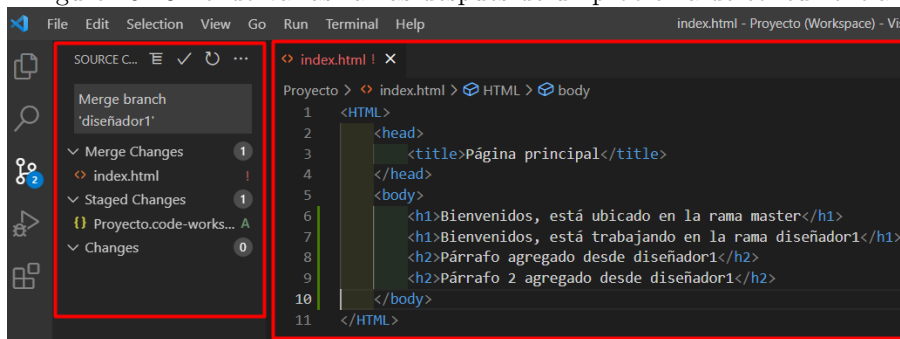 File Edit Selection View Go Run Terminal Help index.html - Proyecto (Workspace) - Vis
SOURCE C...
Merge branch
'diseñador1'
Merge Changes 1
index.html !
Staged Changes 1
{} Proyecto.code-works... A
Changes 0
2
<> index.html ! ×
Proyecto > <> index.html > HTML > body
1 <HTML>
2 <head>
3 <title>Página principal</title>
4 </head>
5 <body>
6 <h1>Bienvenidos, está ubicado en la rama master</h1>
7 <h1>Bienvenidos, está trabajando en la rama diseñador1</h1>
8 <h2>Párrafo agregado desde diseñador1</h2>
9 <h2>Párrafo 2 agregado desde diseñador1</h2>
10 </body>
11 </HTML>